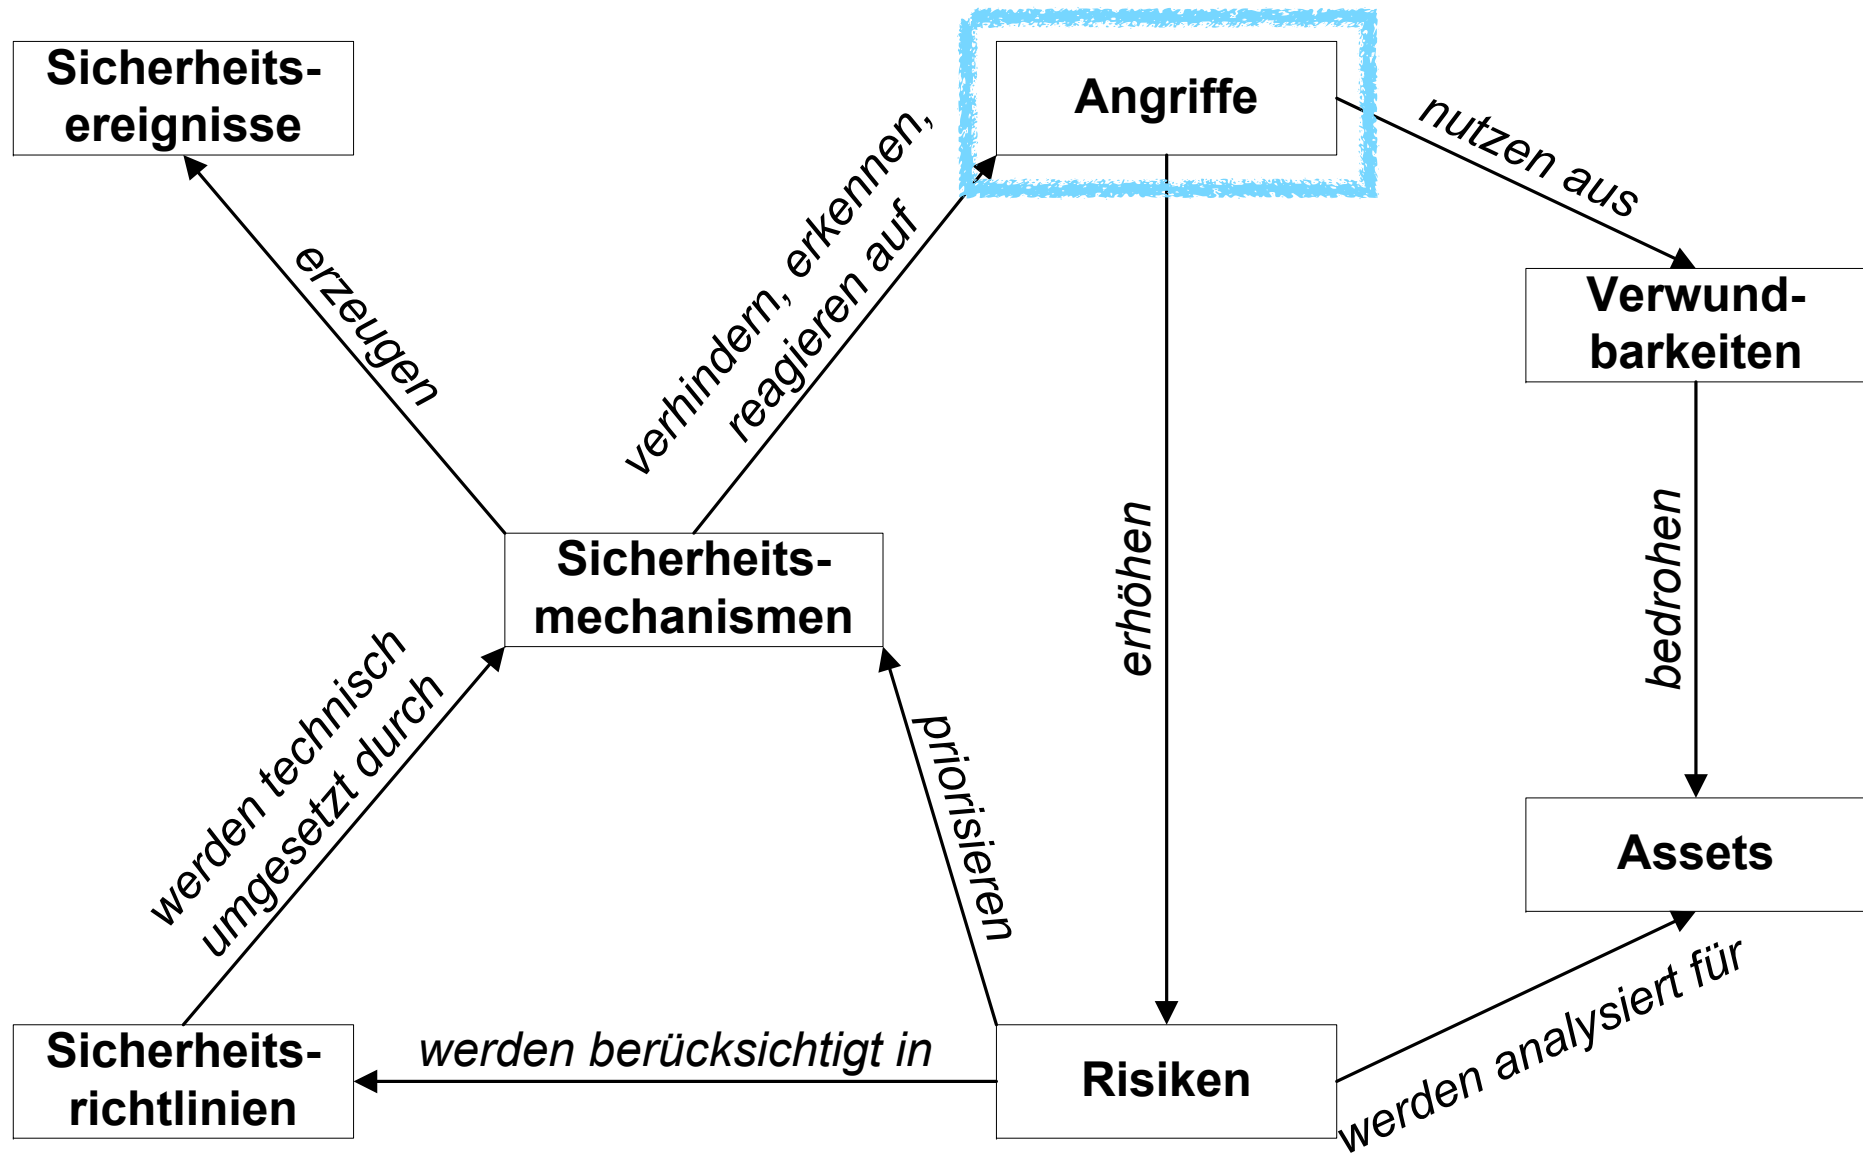 Sicherheits-
ereignisse
Angriffe
nutzen aus
verhindern, erkennen,
reagieren auf
erzeugen
Verwund-
barkeiten
Sicherheits-
mechanismen
erhöhen
bedrohen
werden technisch
umgesetzt durch
priorisieren
Assets
Sicherheits-
richtlinien
werden berücksichtigt in
Risiken
werden analysiert für